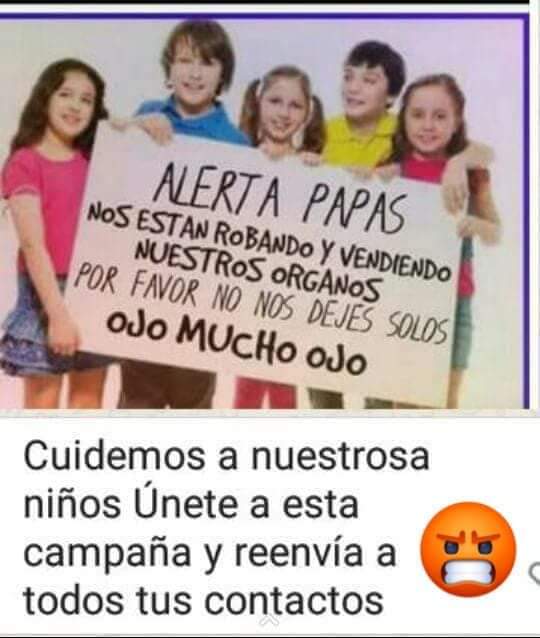 ALERTA PAPAS
NOS ESTAN ROBANDO Y VENDIENDO
NUESTROS ORGANOS
POR FAVOR NO NOS DEJES SOLOS
OJO MUCHO OJO
Cuidemos a nuestrosa
niños Únete a esta
campaña y reenvía a
todos tus contactos